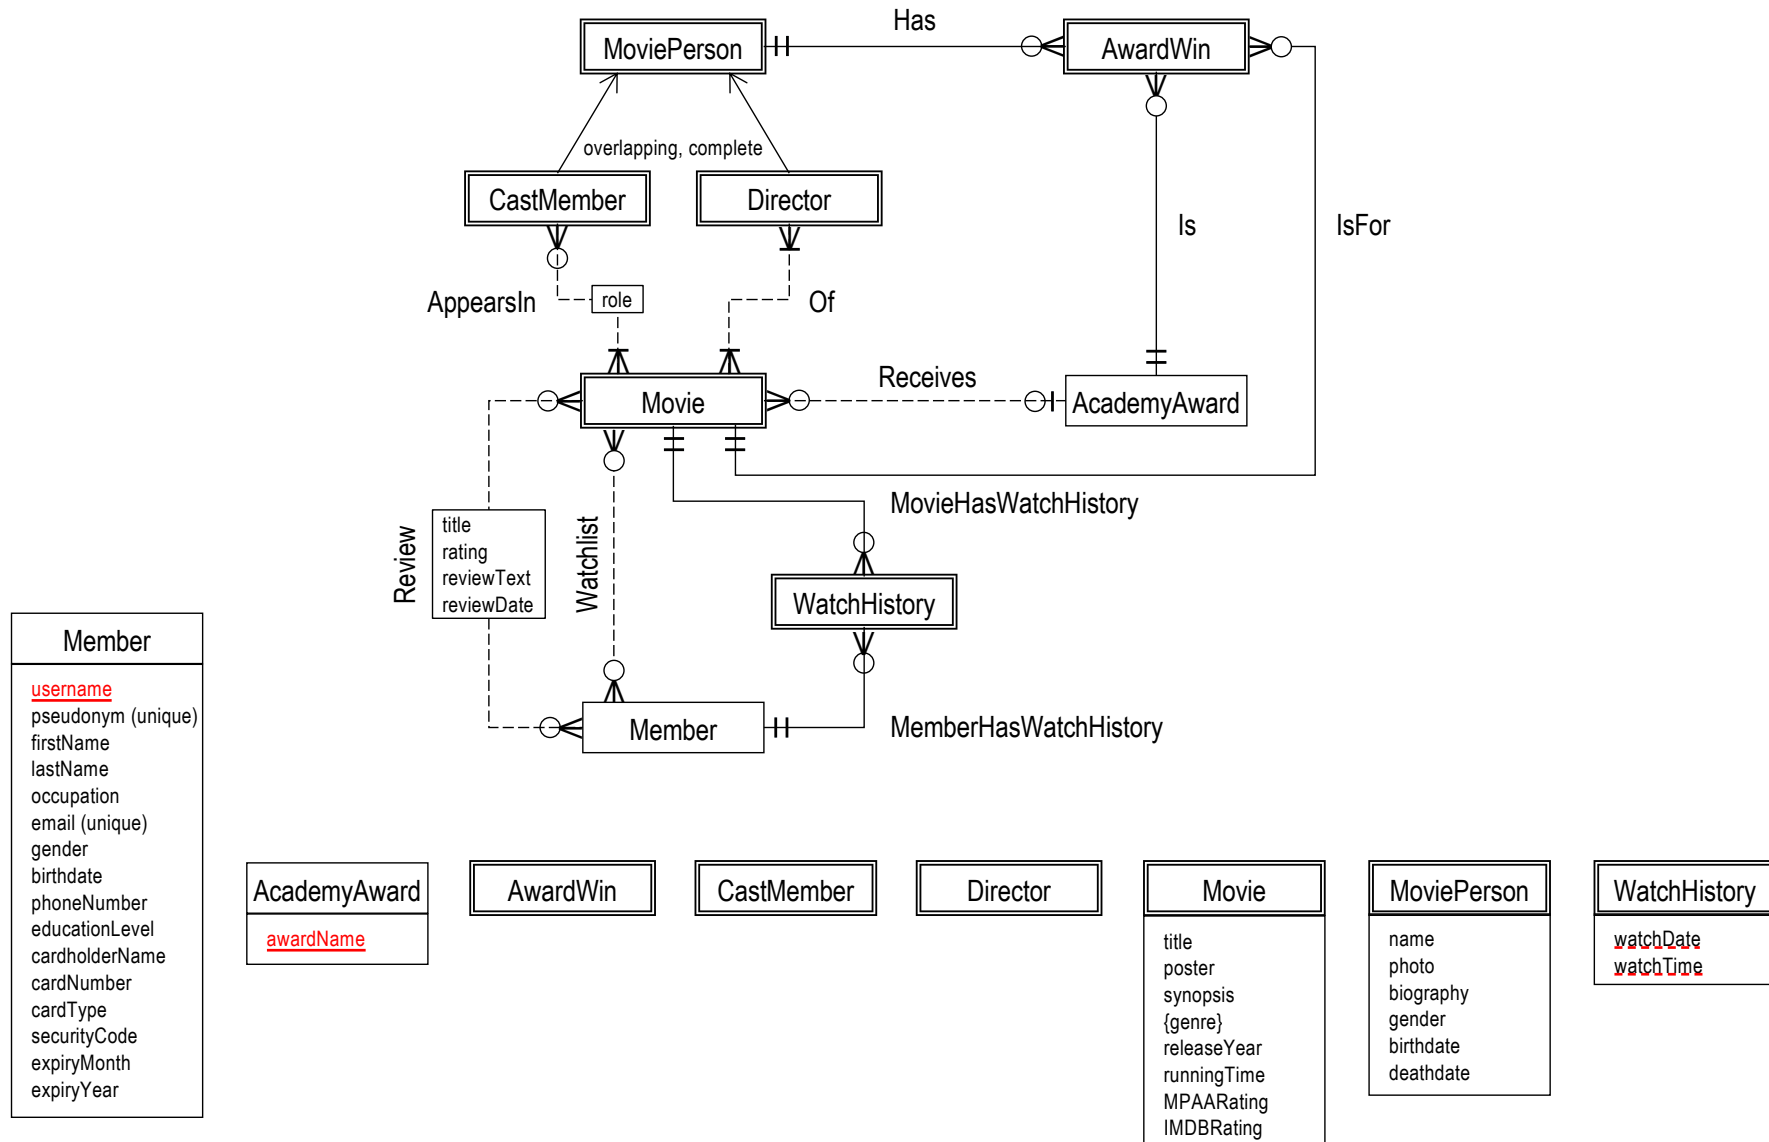 Has
MoviePerson
AwardWin
overlapping, complete
CastMember
Director
Is
IsFor
AppearsIn
role
Of
Receives
Movie
AcademyAward
MovieHasWatchHistory
Review
title
rating
reviewText
reviewDate
Watchlist
WatchHistory
Member
MemberHasWatchHistory
Member
username
pseudonym (unique)
firstName
lastName
occupation
email (unique)
gender
birthdate
phoneNumber
educationLevel
cardholderName
cardNumber
cardType
securityCode
expiryMonth
expiryYear
AcademyAward
awardName
AwardWin
CastMember
Director
Movie
title
poster
synopsis
{genre}
releaseYear
runningTime
MPAARating
IMDBRating
MoviePerson
name
photo
biography
gender
birthdate
deathdate
WatchHistory
watchDate
watchTime